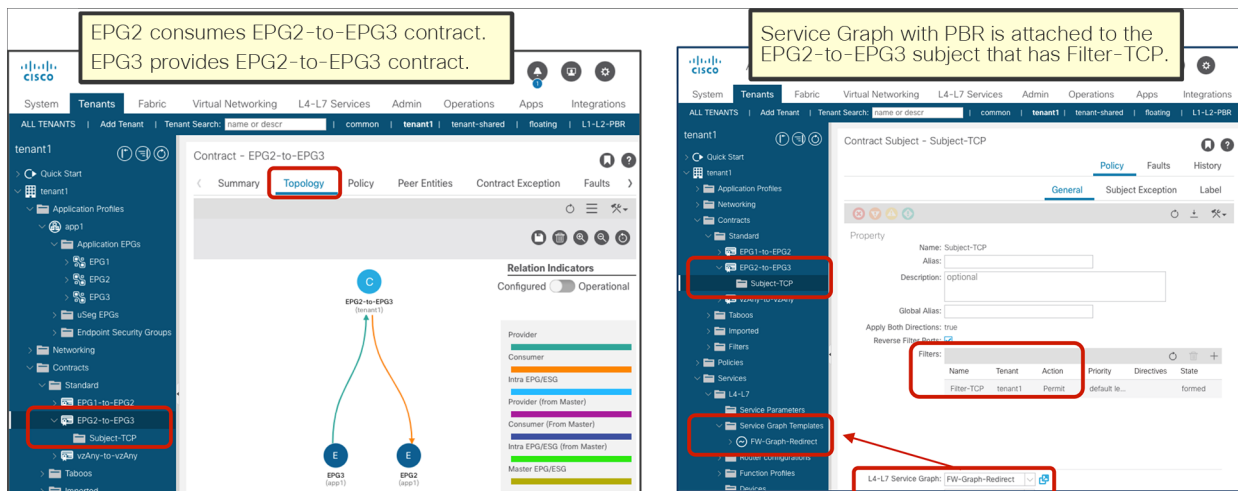 EPG2 consumes EPG2-to-EPG3 contract.
EPG3 provides EPG2-to-EPG3 contract.
CISCO
1
System Tenants Fabric Virtual Networking L4-L7 Services Admin Operations Apps Integrations
ALL TENANTS | Add Tenant | Tenant Search: name or descr | common | tenant1 | tenant-shared | floating | L1-L2-PBR
tenant1
Quick Start
tenant1
Application Profiles
app1
Application EPGs
EPG1
EPG2
EPG3
uSeg EPGs
Endpoint Security Groups
Networking
Contracts
Standard
EPG1-to-EPG2
EPG2-to-EPG3
Subject-TCP
vzAny-to-vzAny
Taboos
Imported
Contract - EPG2-to-EPG3
Summary Topology Policy Peer Entities Contract Exception Faults
Relation Indicators
Configured Operational
C
EPG2-to-EPG3
(tenant1)
Provider
Consumer
Intra EPG/ESG
Provider (from Master)
Consumer (From Master)
Intra EPG/ESG (from Master)
Master EPG/ESG
E E
EPG3 EPG2
(app1) (app1)
Service Graph with PBR is attached to the
EPG2-to-EPG3 subject that has Filter-TCP.
CISCO
System Tenants Fabric Virtual Networking L4-L7 Services Admin Operations Apps Integrations
ALL TENANTS | Add Tenant | Tenant Search: name or descr | common | tenant1 | tenant-shared | floating | L1-L2-PBR
tenant1
Quick Start
tenant1
Application Profiles
Networking
Contracts
Standard
EPG1-to-EPG2
EPG2-to-EPG3
Subject-TCP
vzAny-to-vzAny
Taboos
Imported
Filters
Policies
Services
L4-L7
Service Parameters
Service Graph Templates
FW-Graph-Redirect
Router configurations
Function Profiles
Devices
Contract Subject - Subject-TCP
Policy Faults History
General Subject Exception Label
Property
Name: Subject-TCP
Alias:
Description: optional
Global Alias:
Apply Both Directions: true
Reverse Filter Ports:
Filters:
Name Tenant Action Priority Directives State
Filter-TCP tenant1 Permit default le... formed
L4-L7 Service Graph: FW-Graph-Redirect